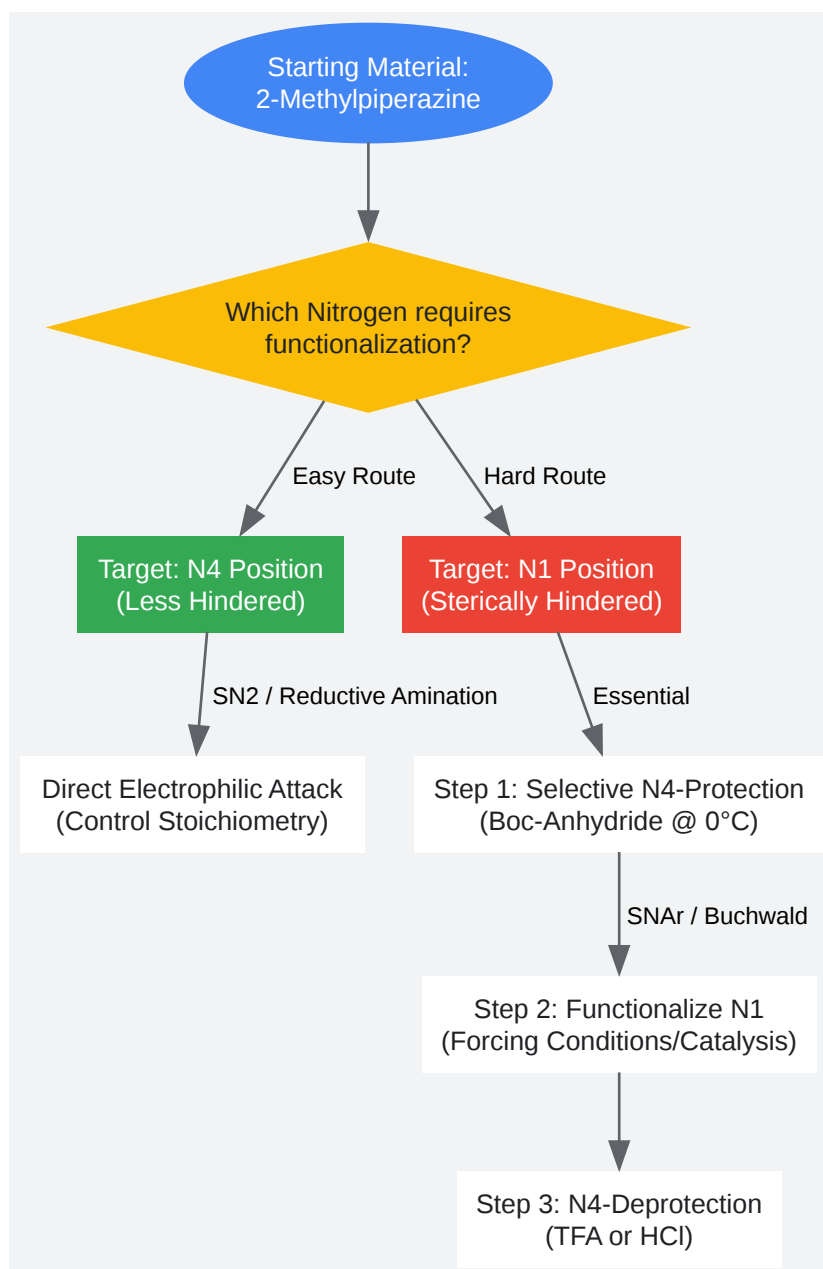 Starting Material:
2-Methylpiperazine
Which Nitrogen requires
functionalization?
Easy Route
Hard Route
Target: N4 Position
(Less Hindered)
Target: N1 Position
(Sterically Hindered)
SN2 / Reductive Amination
Essential
Direct Electrophilic Attack
(Control Stoichiometry)
Step 1: Selective N4-Protection
(Boc-Anhydride @ 0°C)
SNAr / Buchwald
Step 2: Functionalize N1
(Forcing Conditions/Catalysis)
Step 3: N4-Deprotection
(TFA or HCl)